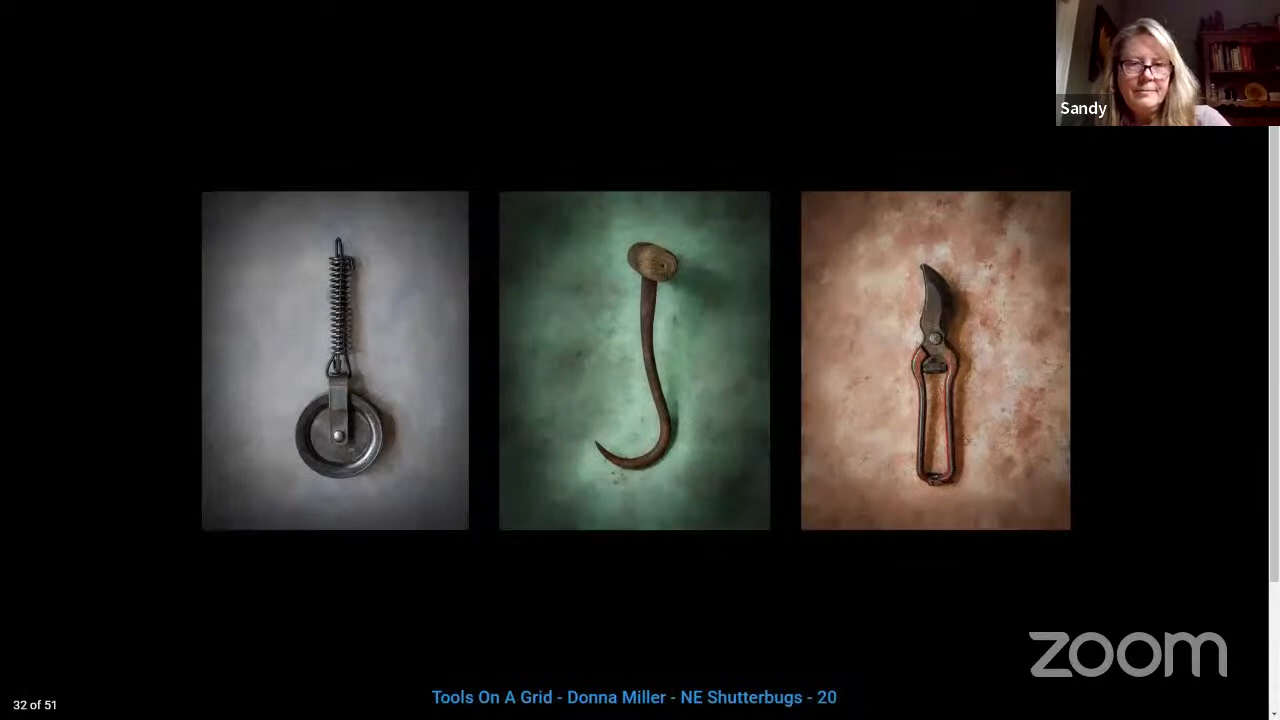 Sandy
zoom
Tools On A Grid - Donna Miller - NE Shutterbugs - 20
32 of 51